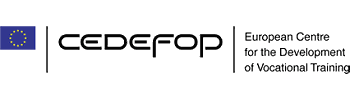 CEDEFOP
European Centre
for the Development
of Vocational Training